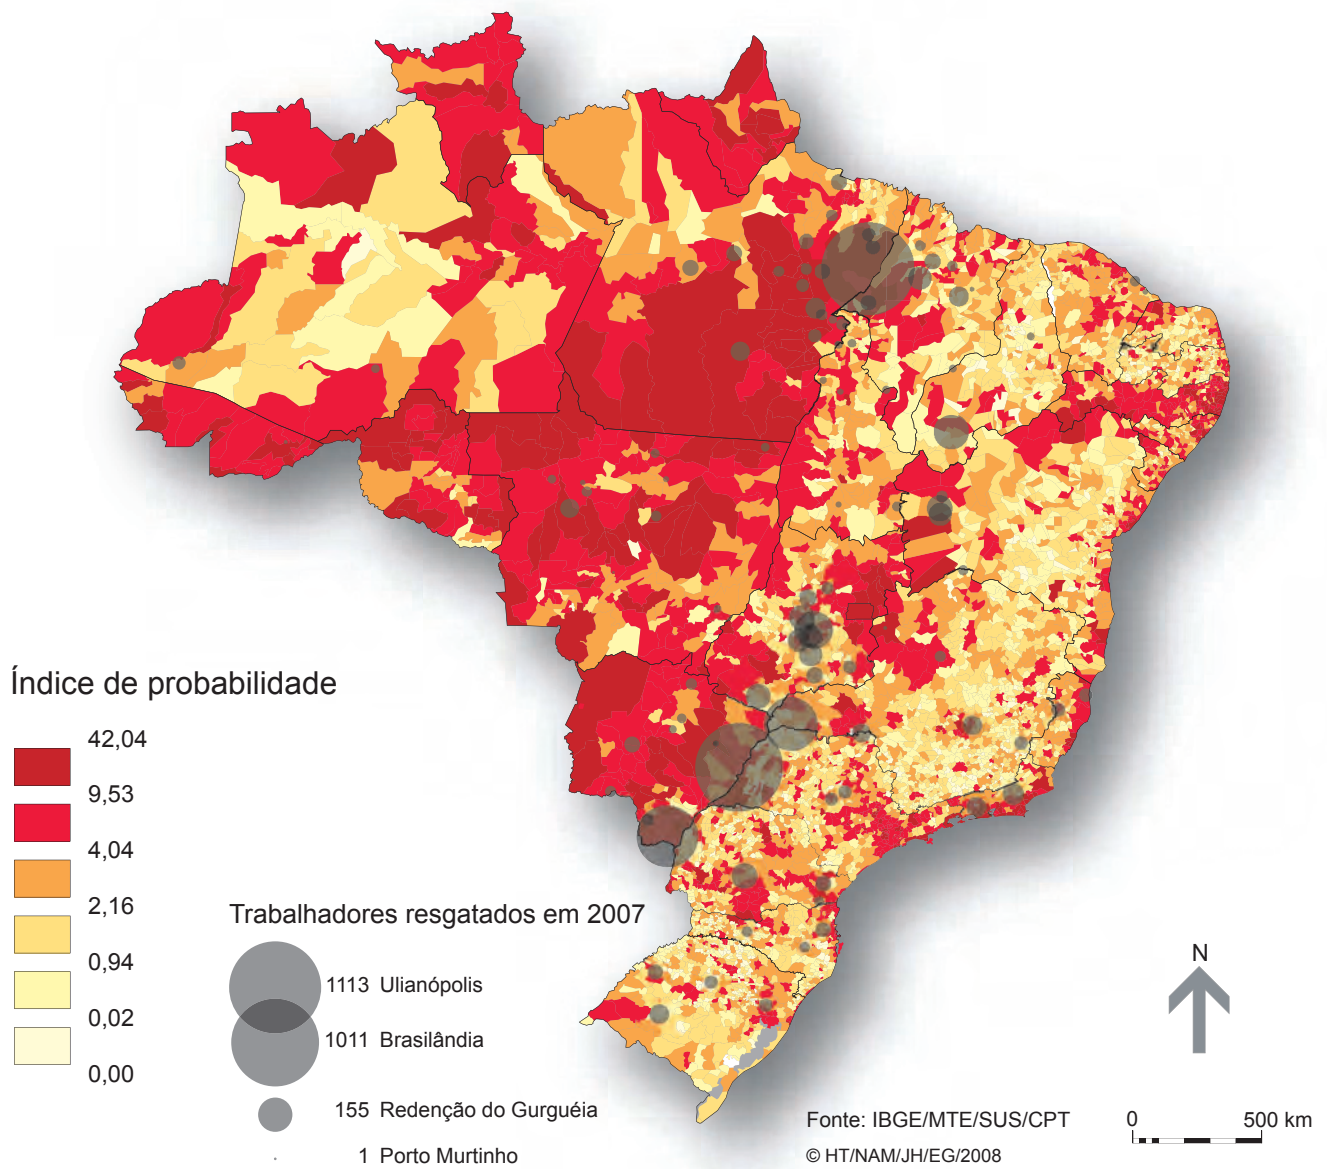 Índice de probabilidade
42,04
9,53
4,04
2,16
0,94
0,02
0,00
Trabalhadores resgatados em 2007
1113 Ulianópolis
1011 Brasilândia
155 Redenção do Gurguéia
1 Porto Murtinho
N
Fonte: IBGE/MTE/SUS/CPT
© HT/NAM/JH/EG/2008
0 500 km